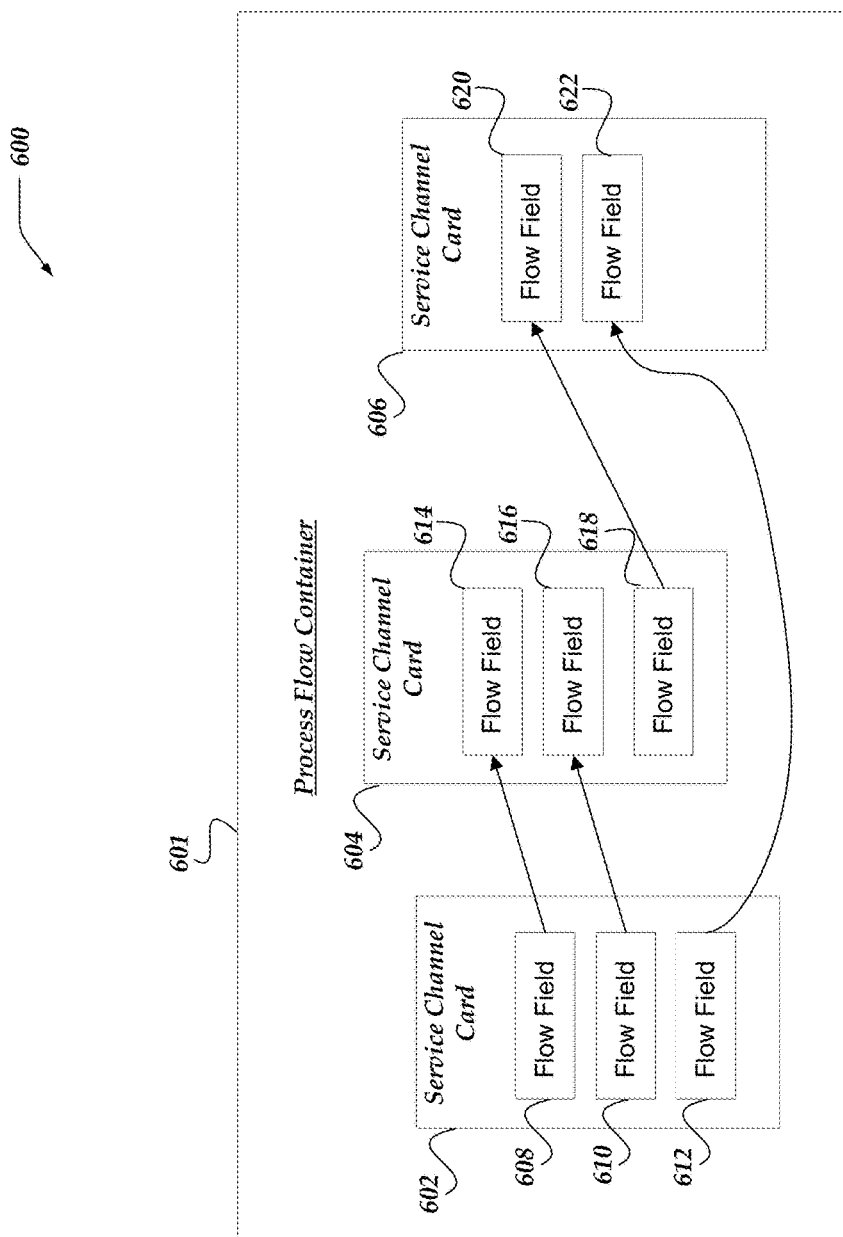 600
601
Process Flow Container
602
Service Channel
Card
608
Flow Field
610
Flow Field
612
Flow Field
604
Service Channel
Card
614
Flow Field
616
Flow Field
618
Flow Field
606
Service Channel
Card
620
Flow Field
622
Flow Field